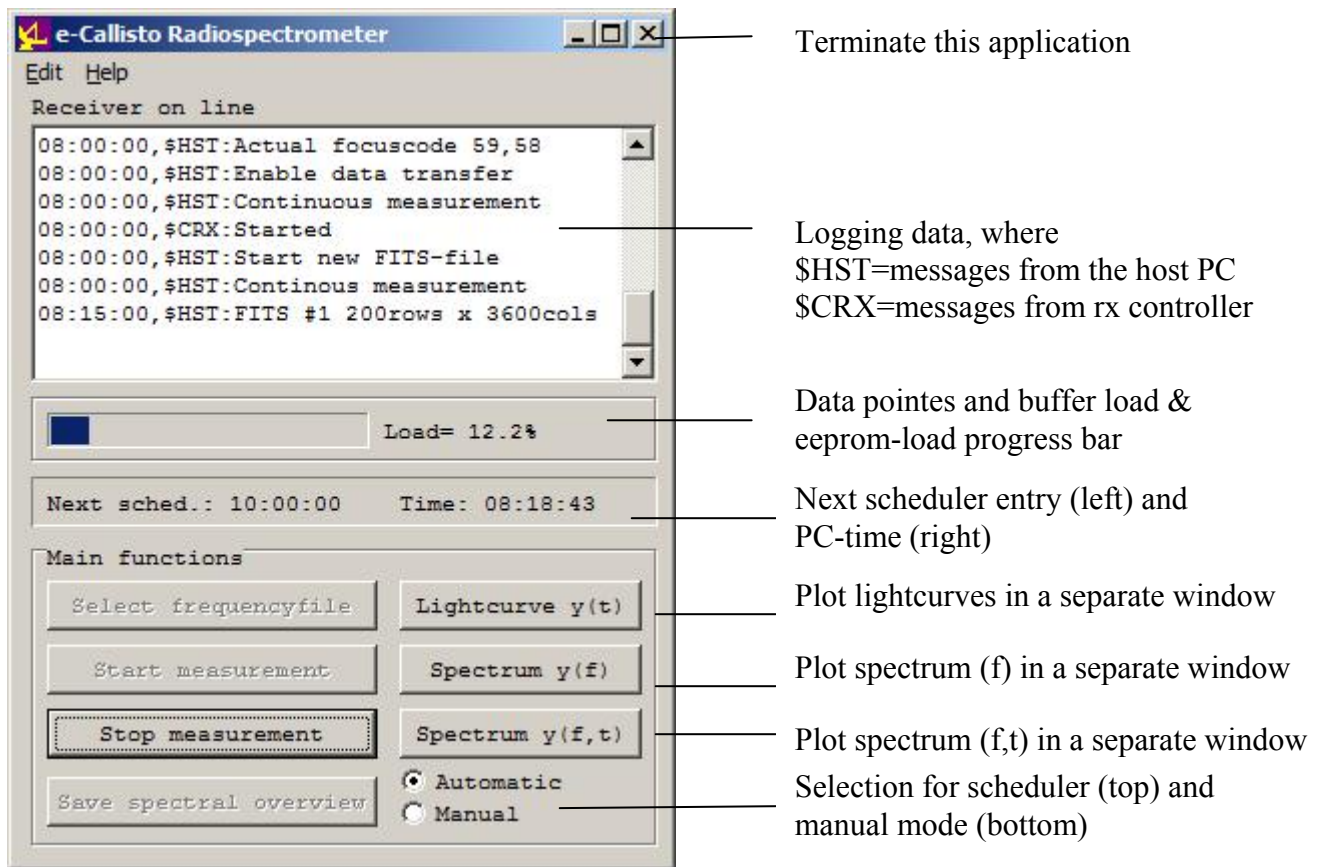 e-Callisto Radiospectrometer
Terminate this application
Edit Help
Receiver on line
08:00:00,$HST:Actual focuscode 59,58
08:00:00,$HST:Enable data transfer
08:00:00,$HST:Continuous measurement
08:00:00,$CRX:Started
08:00:00,$HST:Start new FITS-file
08:00:00,$HST:Continous measurement
08:15:00,$HST:FITS #1 200rows x 3600cols
Logging data, where
$HST=messages from the host PC
$CRX=messages from rx controller
Load= 12.2%
Data pointes and buffer load &
eeprom-load progress bar
Next sched.: 10:00:00 Time: 08:18:43
Next scheduler entry (left) and
PC-time (right)
Main functions
Select frequencyfile Lightcurve y(t)
Plot lightcurves in a separate window
Start measurement Spectrum y(f)
Plot spectrum (f) in a separate window
Stop measurement Spectrum y(f,t)
Plot spectrum (f,t) in a separate window
Save spectral overview
Automatic
Manual
Selection for scheduler (top) and
manual mode (bottom)